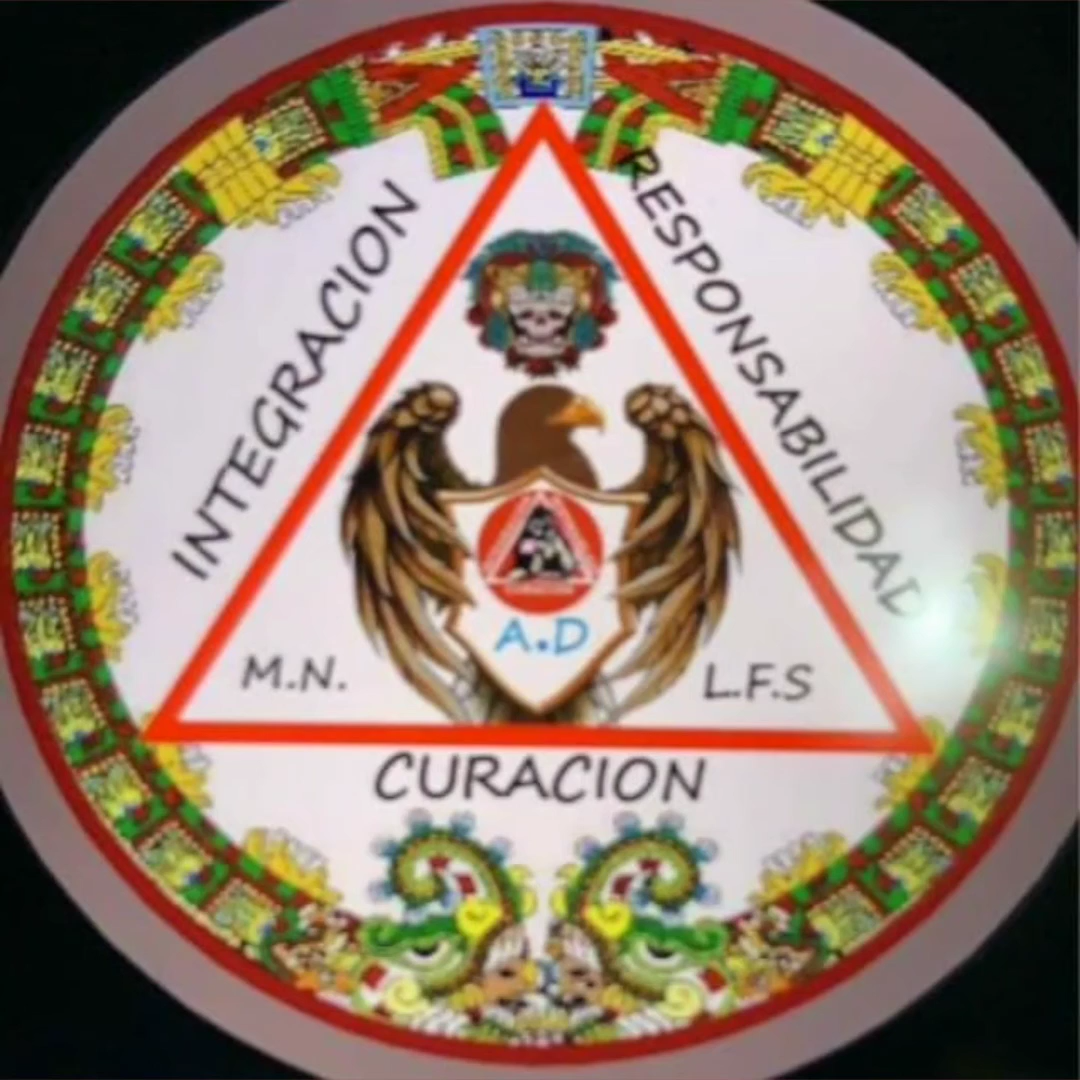 INTEGRACION
RESPONSABILIDAD
A.D
M.N.
L.F.S
CURACION